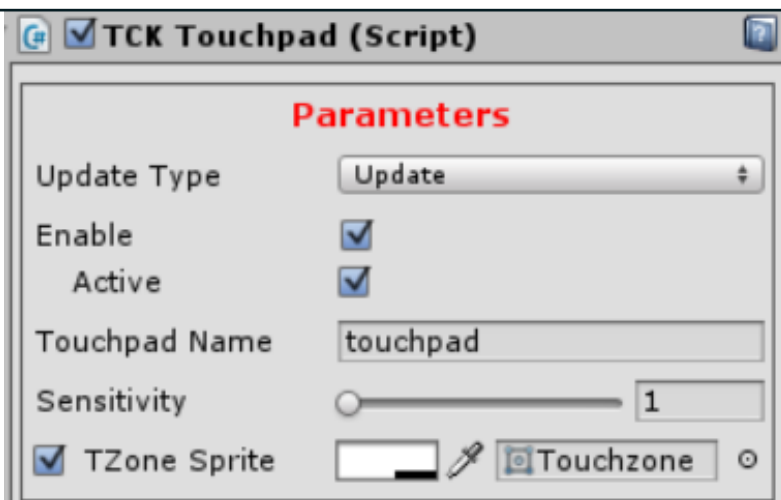 TCK Touchpad (Script)
Parameters
Update Type Update
Enable
Active
Touchpad Name touchpad
Sensitivity 1
TZone Sprite Touchzone